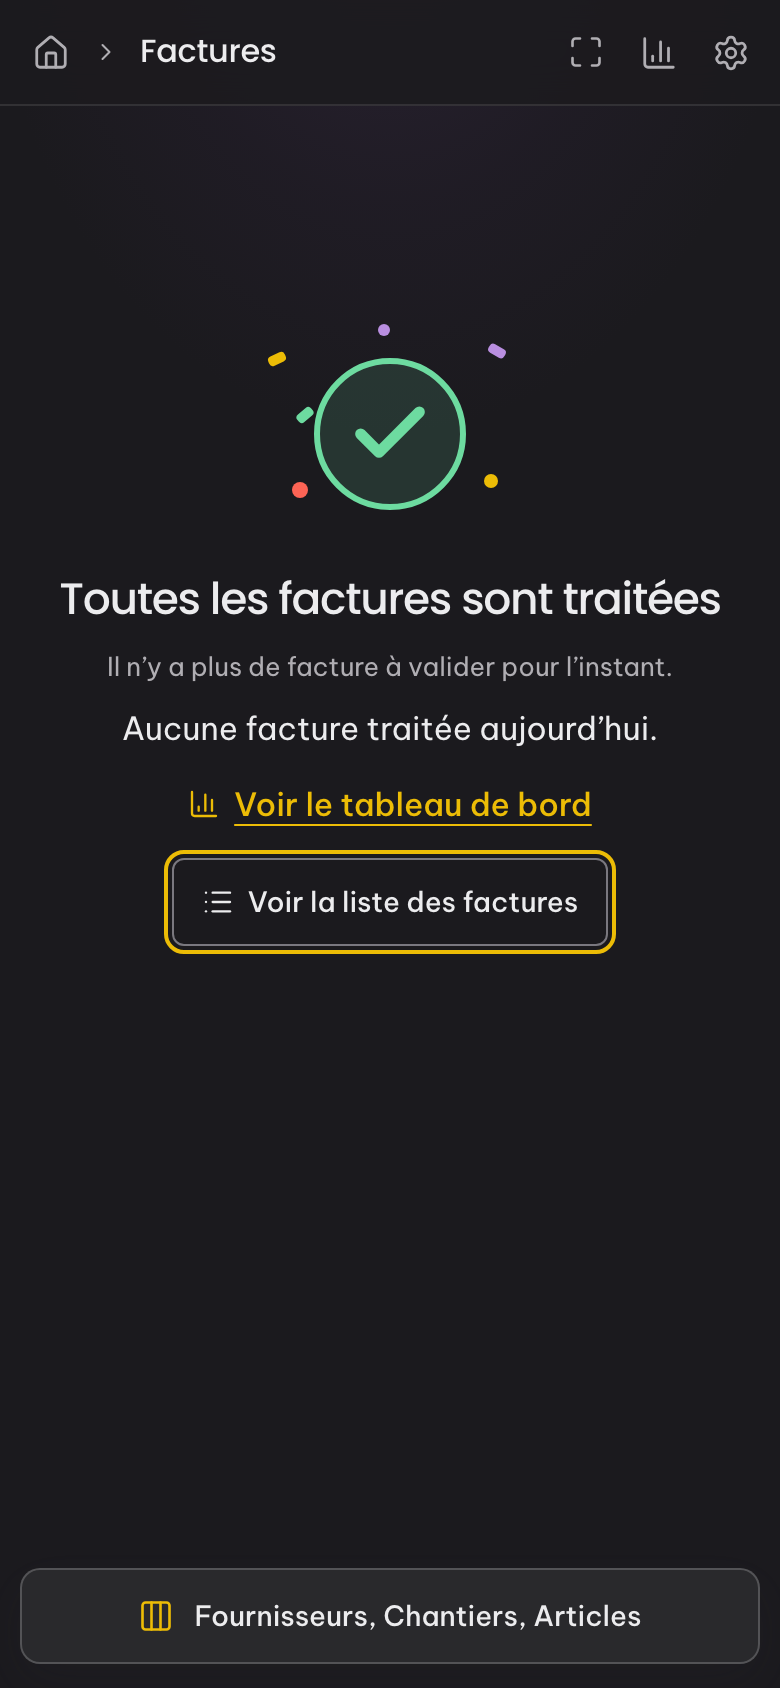 Factures
Toutes les factures sont traitées
Il n’y a plus de facture à valider pour l’instant.
Aucune facture traitée aujourd’hui.
Voir le tableau de bord
Voir la liste des factures
Fournisseurs, Chantiers, Articles